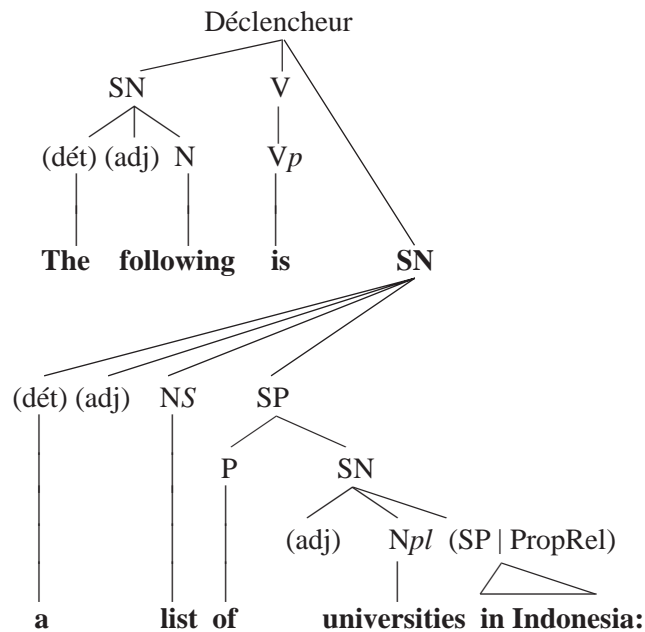 Déclencheur
SN V
(dét) (adj) N Vp
The following is SN
(dét) (adj) NS SP
P SN
(adj) Npl (SP | PropRel)
a list of universities in Indonesia: